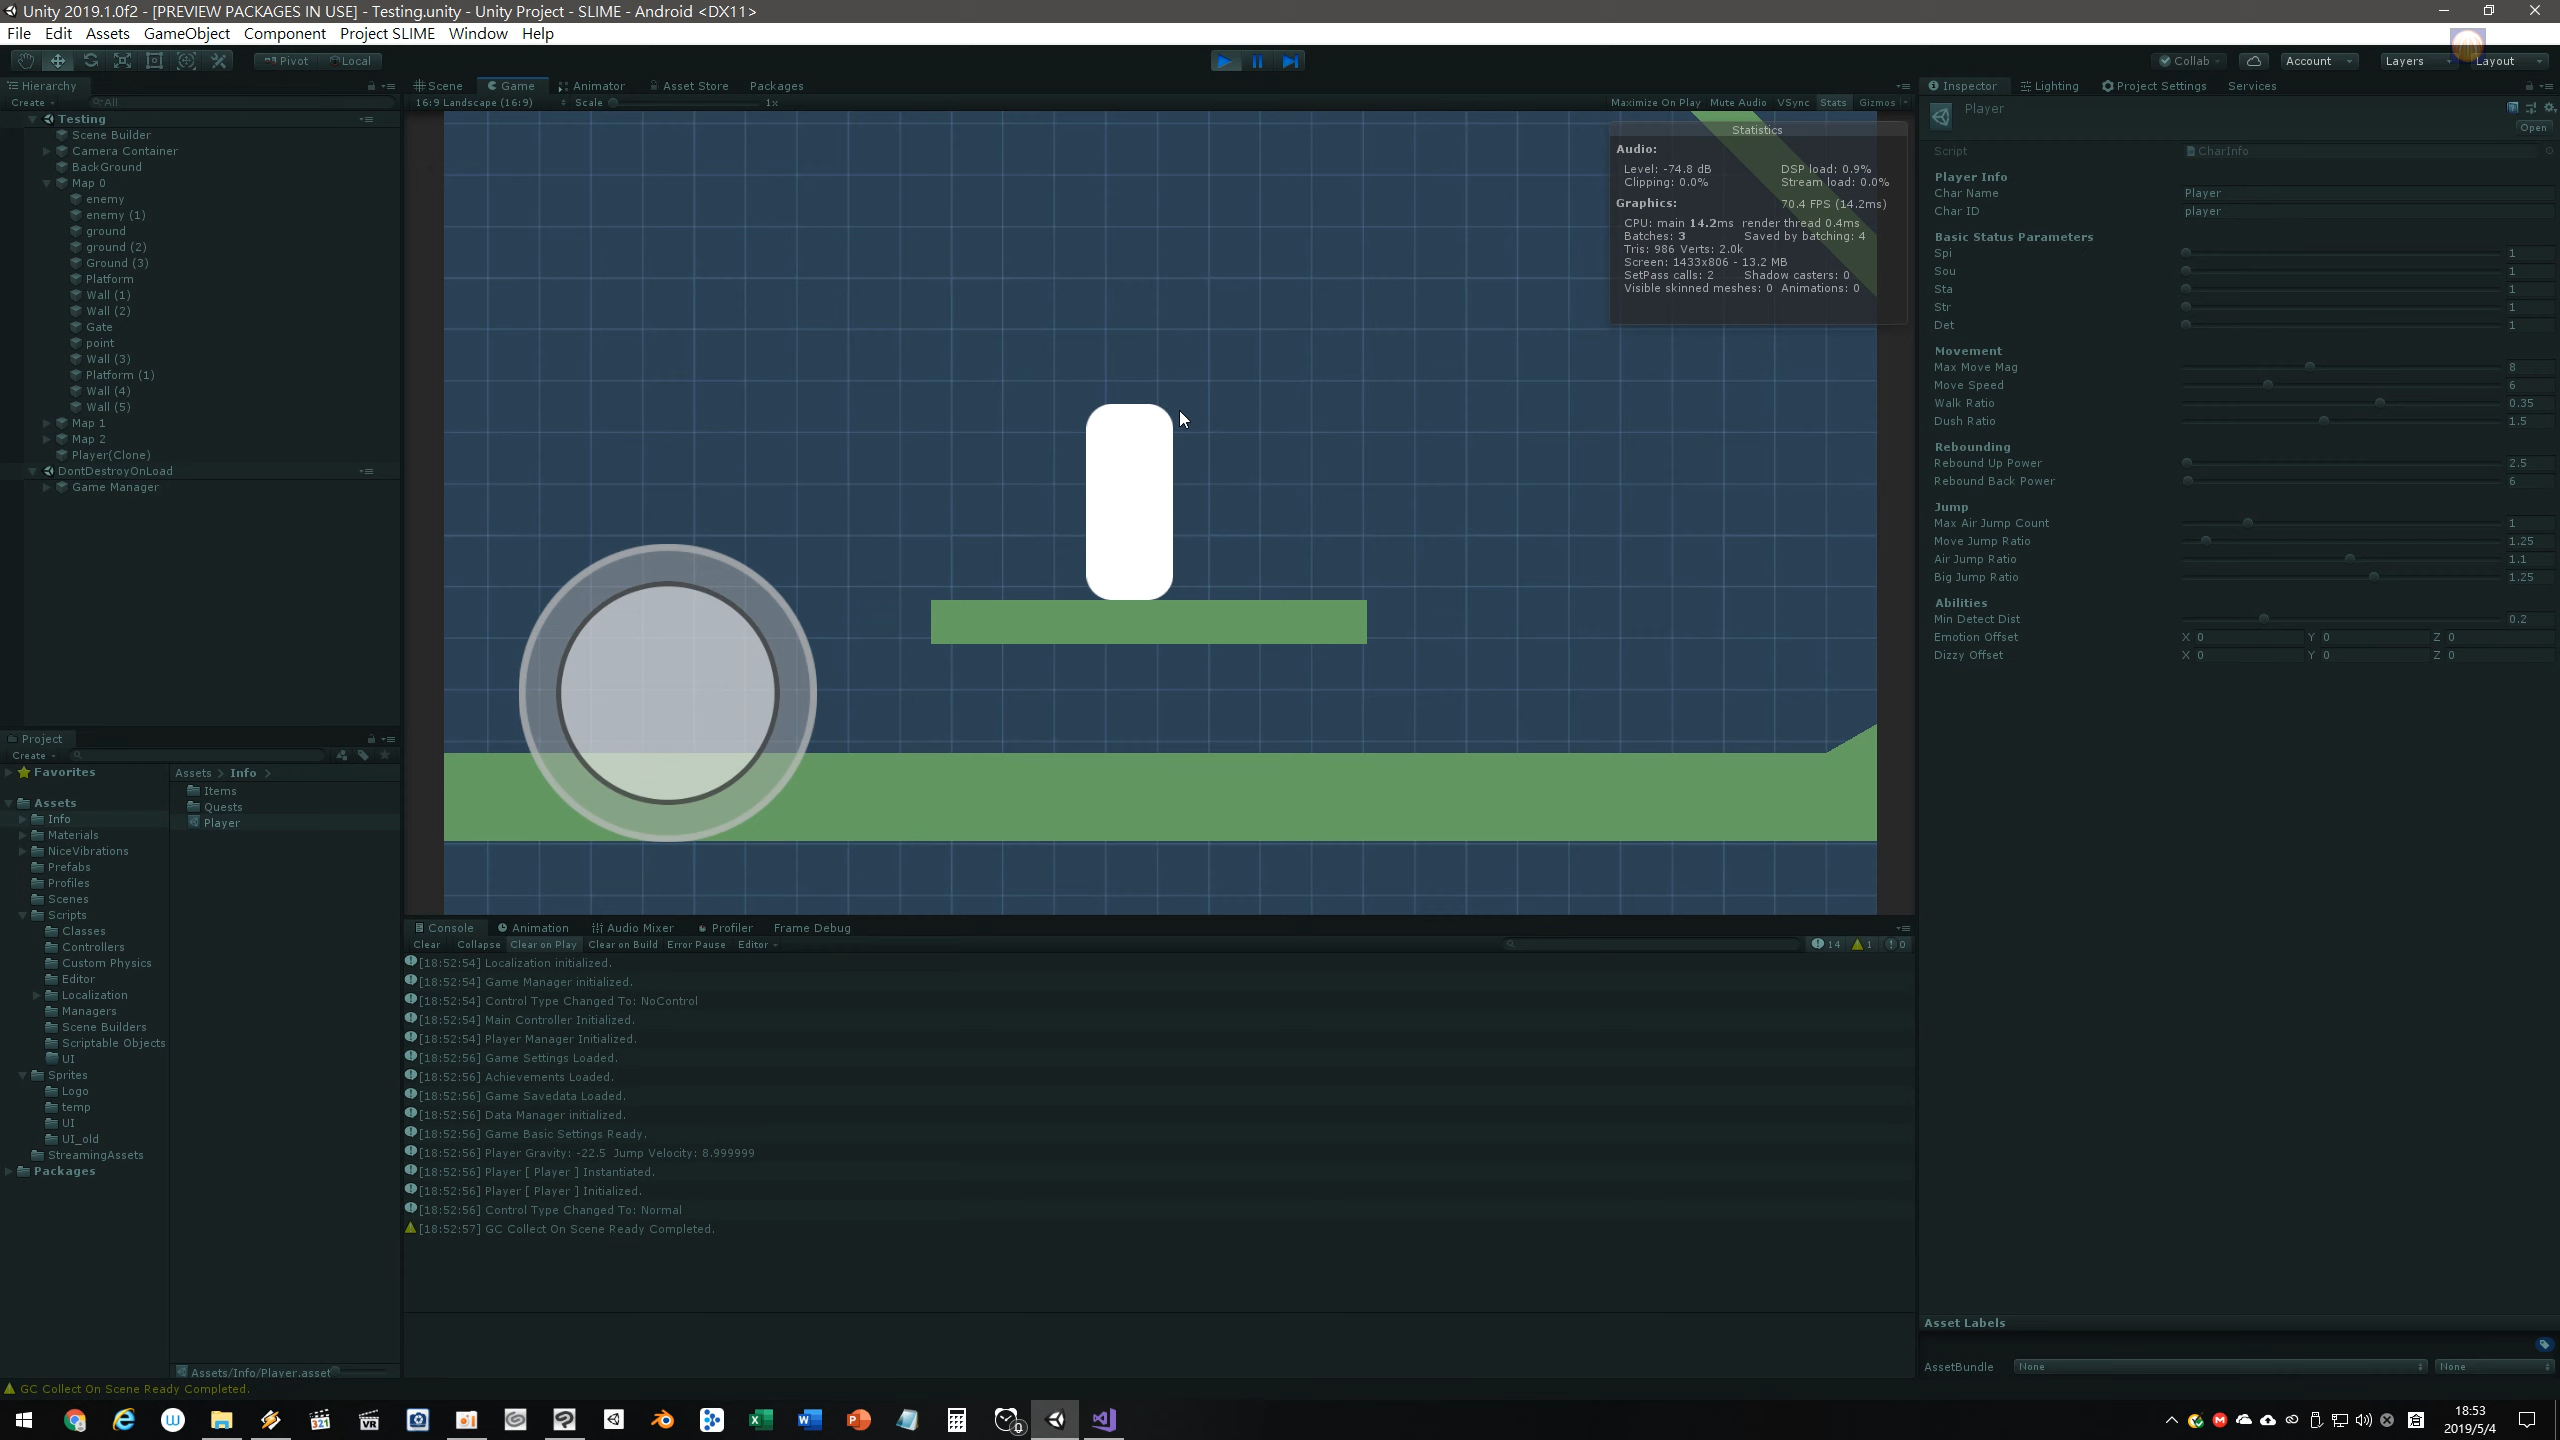 Unity 2019.1.0f2 - [PREVIEW PACKAGES IN USE] - Testing.unity - Unity Project - SLIME - Android <DX11>
File Edit Assets GameObject Component Project SLIME Window Help
Pivot Local Collab Account Layers Layout
Hierarchy
Create All
Testing
Scene Builder
Camera Container
BackGround
Map 0
enemy
enemy (1)
ground
ground (2)
Ground (3)
Platform
Wall (1)
Wall (2)
Gate
point
Wall (3)
Platform (1)
Wall (4)
Wall (5)
Map 1
Map 2
Player(Clone)
DontDestroyOnLoad
Game Manager
Scene Game Animator Asset Store Packages
16:9 Landscape (16:9) Scale 1x Maximize On Play Mute Audio VSync Stats Gizmos
Statistics
Audio:
Level: -74.8 dB DSP load: 0.9%
Clipping: 0.0% Stream load: 0.0%
Graphics: 70.4 FPS (14.2ms)
CPU: main 14.2ms render thread 0.4ms
Batches: 3 Saved by batching: 4
Tris: 986 Verts: 2.0k
Screen: 1433x806 - 13.2 MB
SetPass calls: 2 Shadow casters: 0
Visible skinned meshes: 0 Animations: 0
Inspector Lighting Project Settings Services
Player
Open
Script CharInfo
Player Info
Char Name Player
Char ID player
Basic Status Parameters
Spi 1
Sou 1
Sta 1
Str 1
Det 1
Movement
Max Move Mag 8
Move Speed 6
Walk Ratio 0.35
Dush Ratio 1.5
Rebounding
Rebound Up Power 2.5
Rebound Back Power 6
Jump
Max Air Jump Count 1
Move Jump Ratio 1.25
Air Jump Ratio 1.1
Big Jump Ratio 1.25
Abilities
Min Detect Dist 0.2
Emotion Offset X 0 Y 0 Z 0
Dizzy Offset X 0 Y 0 Z 0
Asset Labels
AssetBundle None None
Project
Create
Favorites
Assets
Info
Materials
NiceVibrations
Prefabs
Profiles
Scenes
Scripts
Classes
Controllers
Custom Physics
Editor
Localization
Managers
Scene Builders
Scriptable Objects
UI
Sprites
Logo
temp
UI
UI_old
StreamingAssets
Packages
Assets > Info >
Items
Quests
Player
Assets/Info/Player.asset
Console Animation Audio Mixer Profiler Frame Debug
Clear Collapse Clear on Play Clear on Build Error Pause Editor 14 1 0
[18:52:54] Localization initialized.
[18:52:54] Game Manager initialized.
[18:52:54] Control Type Changed To: NoControl
[18:52:54] Main Controller Initialized.
[18:52:54] Player Manager Initialized.
[18:52:56] Game Settings Loaded.
[18:52:56] Achievements Loaded.
[18:52:56] Game Savedata Loaded.
[18:52:56] Data Manager initialized.
[18:52:56] Game Basic Settings Ready.
[18:52:56] Player Gravity: -22.5 Jump Velocity: 8.999999
[18:52:56] Player [ Player ] Instantiated.
[18:52:56] Player [ Player ] Initialized.
[18:52:56] Control Type Changed To: Normal
[18:52:57] GC Collect On Scene Ready Completed.
GC Collect On Scene Ready Completed.
18:53
2019/5/4